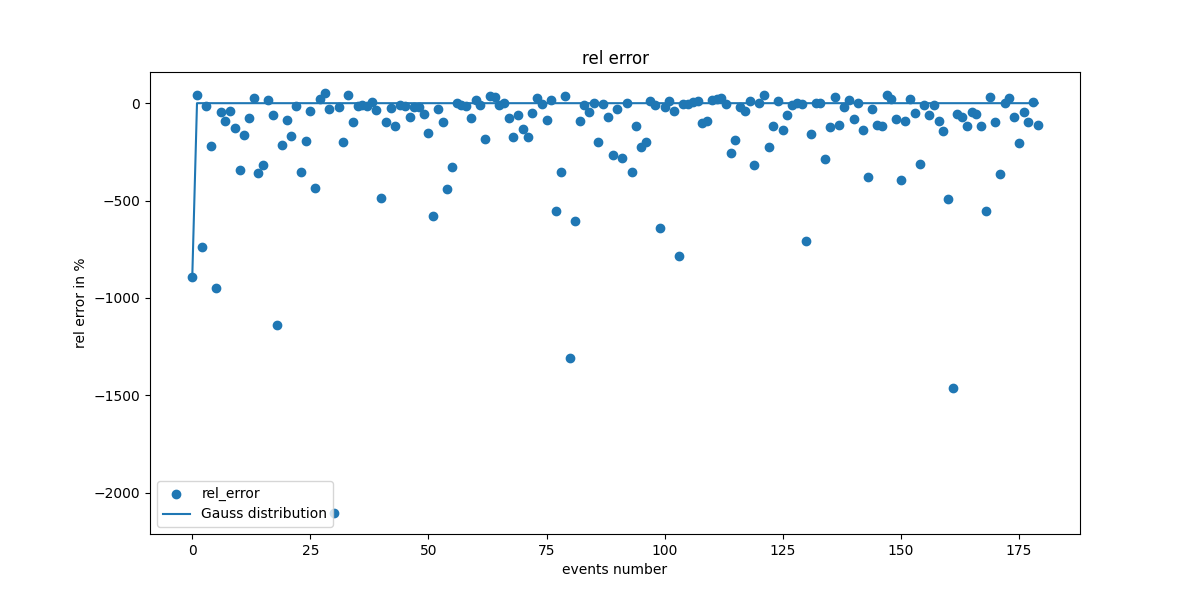 rel error
rel error in %
0
−500
−1000
−1500
−2000
rel_error
Gauss distribution
0 25 50 75 100 125 150 175
events number